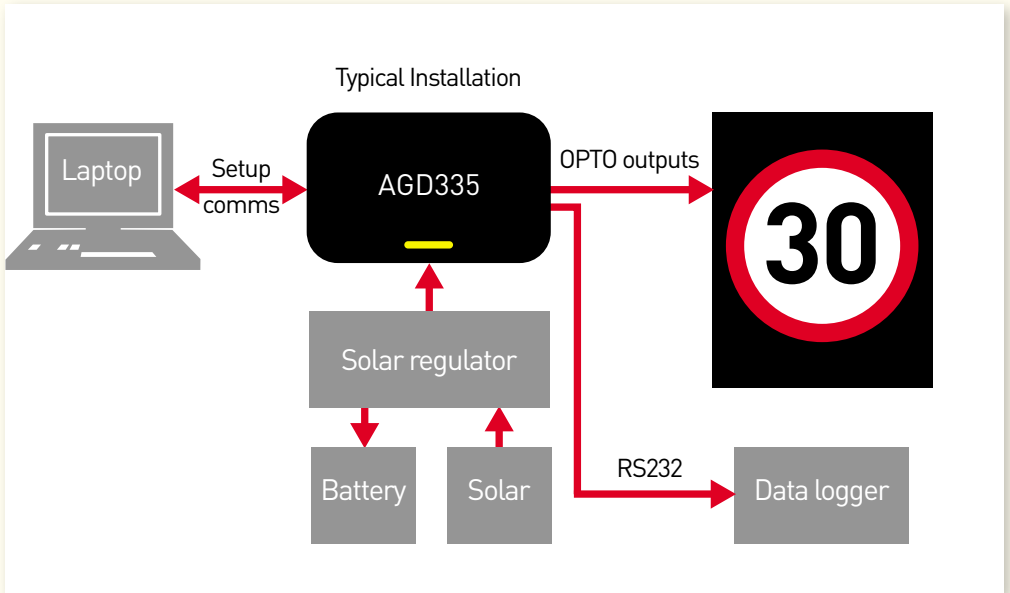 Typical Installation
Laptop
Setup
comms
AGD335
OPTO outputs
30
Solar regulator
Battery
Solar
RS232
Data logger